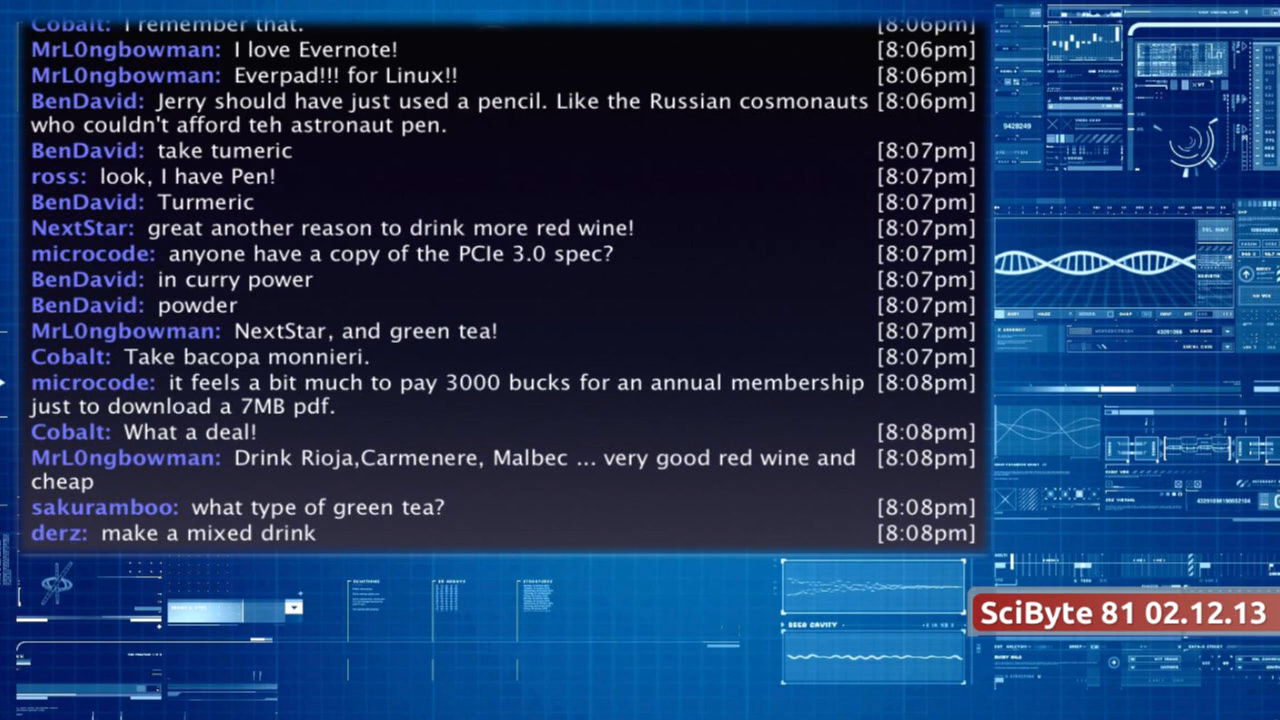 Cobalt: I remember that. [8:06pm]
MrL0ngbowman: I love Evernote! [8:06pm]
MrL0ngbowman: Everpad!!! for Linux!! [8:06pm]
BenDavid: Jerry should have just used a pencil. Like the Russian cosmonauts [8:06pm]
who couldn't afford teh astronaut pen.
BenDavid: take tumeric [8:07pm]
ross: look, I have Pen! [8:07pm]
BenDavid: Turmeric [8:07pm]
NextStar: great another reason to drink more red wine! [8:07pm]
microcode: anyone have a copy of the PCIe 3.0 spec? [8:07pm]
BenDavid: in curry power [8:07pm]
BenDavid: powder [8:07pm]
MrL0ngbowman: NextStar, and green tea! [8:07pm]
Cobalt: Take bacopa monnieri. [8:07pm]
microcode: it feels a bit much to pay 3000 bucks for an annual membership [8:08pm]
just to download a 7MB pdf.
Cobalt: What a deal! [8:08pm]
MrL0ngbowman: Drink Rioja,Carmenere, Malbec ... very good red wine and [8:08pm]
cheap
sakuramboo: what type of green tea? [8:08pm]
derz: make a mixed drink [8:08pm]
9428249
SciByte 81 02.12.13